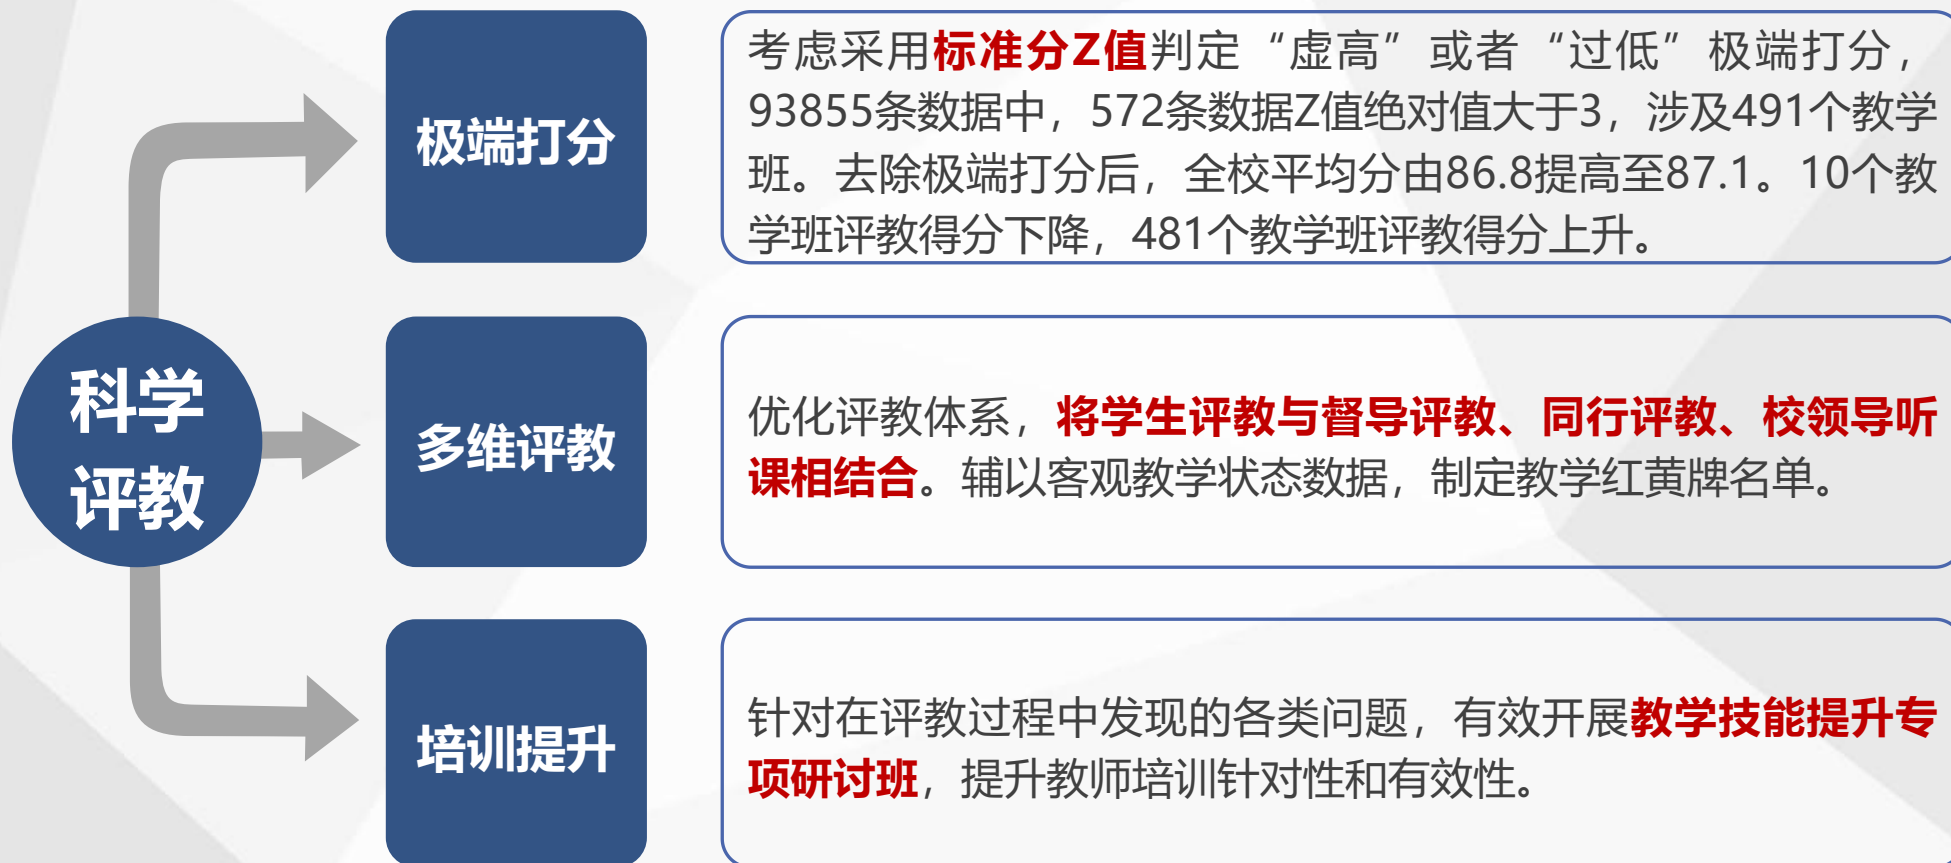 科学
评教
极端打分
考虑采用标准分Z值判定“虚高”或者“过低”极端打分，
93855条数据中，572条数据Z值绝对值大于3，涉及491个教学
班。去除极端打分后，全校平均分由86.8提高至87.1。10个教
学班评教得分下降，481个教学班评教得分上升。
多维评教
优化评教体系，将学生评教与督导评教、同行评教、校领导听
课相结合。辅以客观教学状态数据，制定教学红黄牌名单。
培训提升
针对在评教过程中发现的各类问题，有效开展教学技能提升专
项研讨班，提升教师培训针对性和有效性。